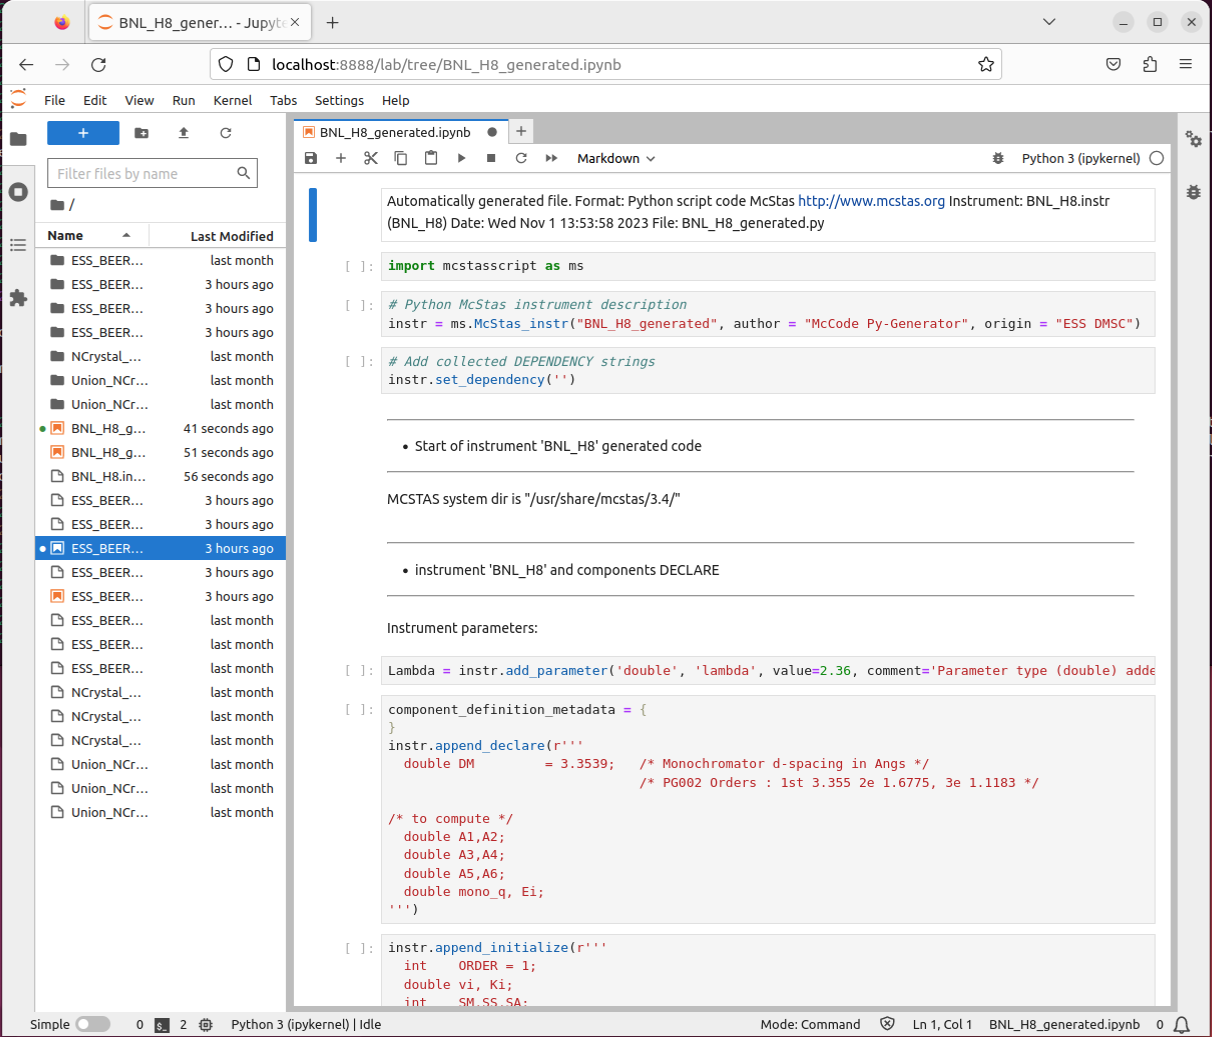 BNL_H8_gener… - Jupyte
localhost:8888/lab/tree/BNL_H8_generated.ipynb
File Edit View Run Kernel Tabs Settings Help
Filter files by name
/
Name Last Modified
ESS_BEER... last month
ESS_BEER... 3 hours ago
ESS_BEER... 3 hours ago
ESS_BEER... 3 hours ago
NCrystal_... last month
Union_NCr... last month
Union_NCr... last month
BNL_H8_g... 41 seconds ago
BNL_H8_g... 51 seconds ago
BNL_H8.in... 56 seconds ago
ESS_BEER... 3 hours ago
ESS_BEER... 3 hours ago
ESS_BEER... 3 hours ago
ESS_BEER... 3 hours ago
ESS_BEER... 3 hours ago
ESS_BEER... last month
ESS_BEER... last month
ESS_BEER... last month
NCrystal_... last month
NCrystal_... last month
NCrystal_... last month
Union_NCr... last month
Union_NCr... last month
Union_NCr... last month
BNL_H8_generated.ipynb
Markdown
Python 3 (ipykernel)
Automatically generated file. Format: Python script code McStas http://www.mcstas.org Instrument: BNL_H8.instr
(BNL_H8) Date: Wed Nov 1 13:53:58 2023 File: BNL_H8_generated.py
[ ]: import mcstasscript as ms
[ ]: # Python McStas instrument description
instr = ms.McStas_instr("BNL_H8_generated", author = "McCode Py-Generator", origin = "ESS DMSC")
[ ]: # Add collected DEPENDENCY strings
instr.set_dependency('')
• Start of instrument 'BNL_H8' generated code
MCSTAS system dir is "/usr/share/mcstas/3.4/"
• instrument 'BNL_H8' and components DECLARE
Instrument parameters:
[ ]: Lambda = instr.add_parameter('double', 'lambda', value=2.36, comment='Parameter type (double) adde
[ ]: component_definition_metadata = {
}
instr.append_declare(r'''
double DM = 3.3539; /* Monochromator d-spacing in Angs */
/* PG002 Orders : 1st 3.355 2e 1.6775, 3e 1.1183 */
/* to compute */
double A1,A2;
double A3,A4;
double A5,A6;
double mono_q, Ei;
''')
[ ]: instr.append_initialize(r'''
int ORDER = 1;
double vi, Ki;
int SM,SS,SA;
Simple 0 2 Python 3 (ipykernel) | Idle Mode: Command Ln 1, Col 1 BNL_H8_generated.ipynb 0